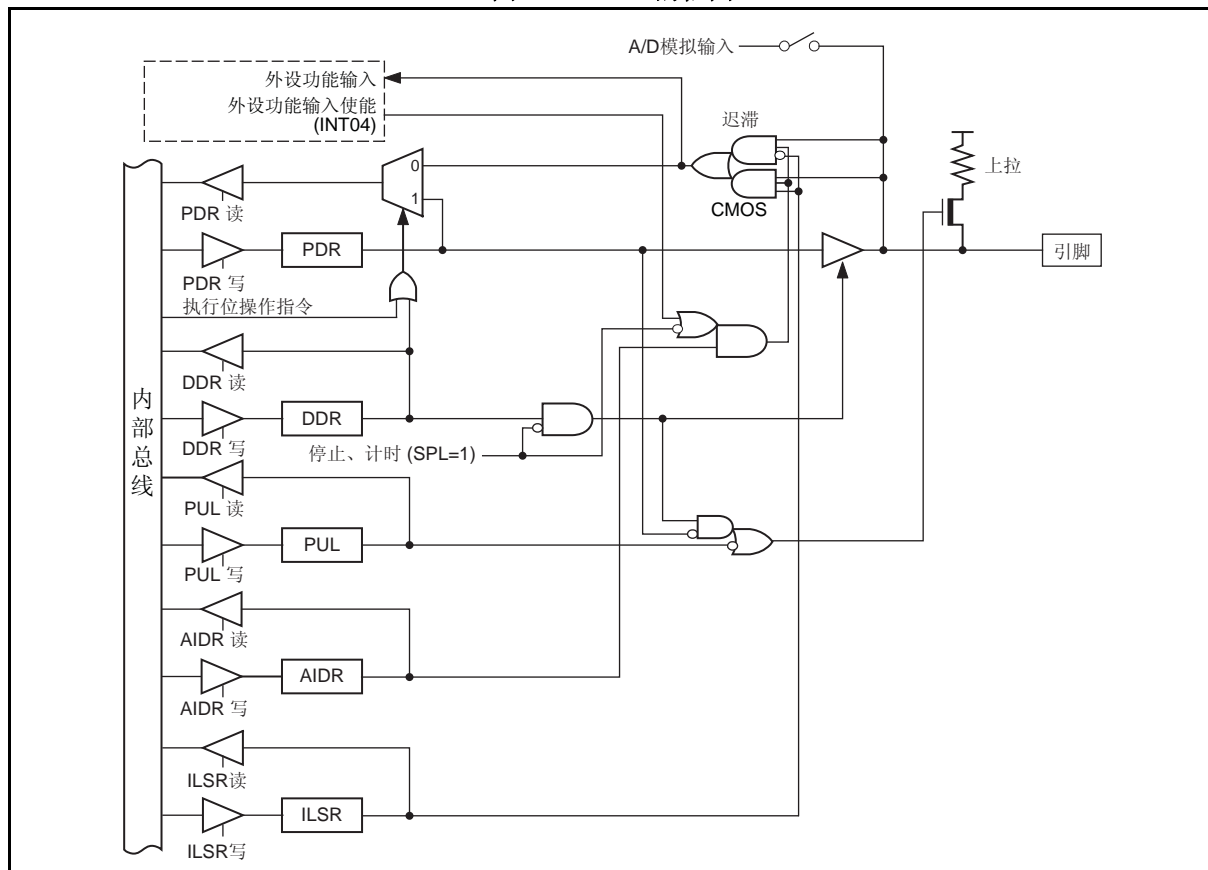 A/D模拟输入
外设功能输入
外设功能输入使能
(INT04)
迟滞
上拉
0
1
CMOS
PDR 读
PDR
引脚
PDR 写
执行位操作指令
DDR 读
内部总线
DDR
DDR 写
停止、计时 (SPL=1)
PUL 读
PUL
PUL 写
AIDR 读
AIDR
AIDR 写
ILSR读
ILSR
ILSR写